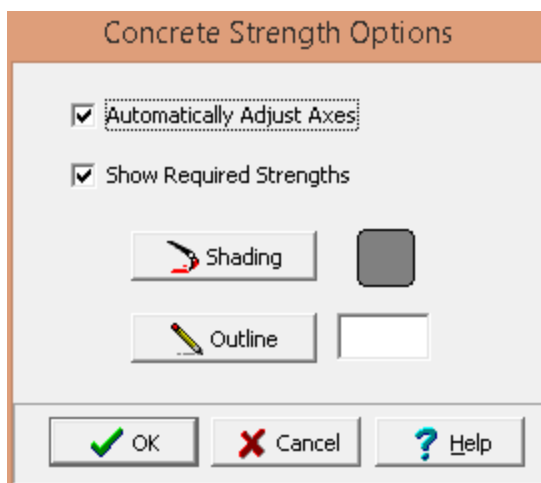 Concrete Strength Options
Automatically Adjust Axes
Show Required Strengths
Shading
Outline
OK Cancel Help